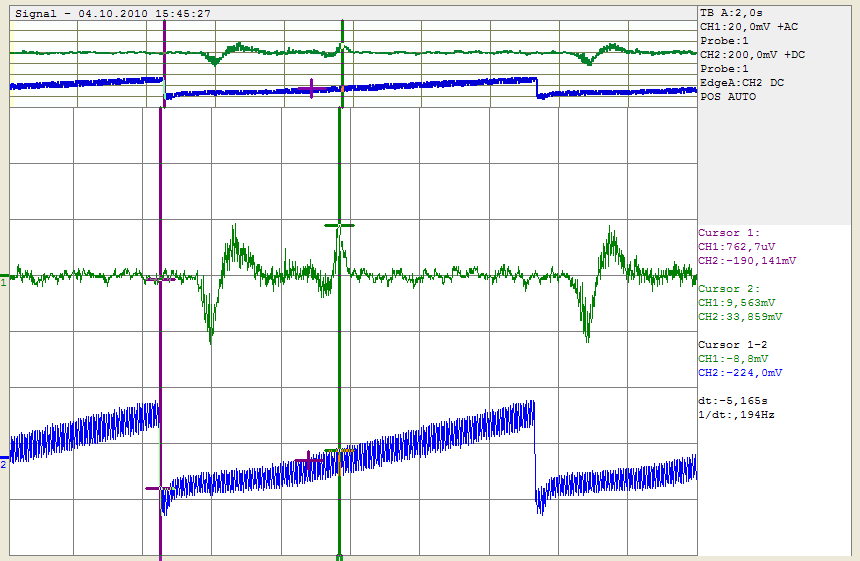 Signal - 04.10.2010 15:45:27
TB A:2,0s
CH1:20,0mV +AC
Probe:1
CH2:200,0mV +DC
Probe:1
EdgeA:CH2 DC
POS AUTO
Cursor 1:
CH1:762,7uV
CH2:-190,141mV
Cursor 2:
CH1:9,563mV
CH2:33,859mV
Cursor 1-2
CH1:-8,8mV
CH2:-224,0mV
dt:-5,165s
1/dt:,194Hz
1
2